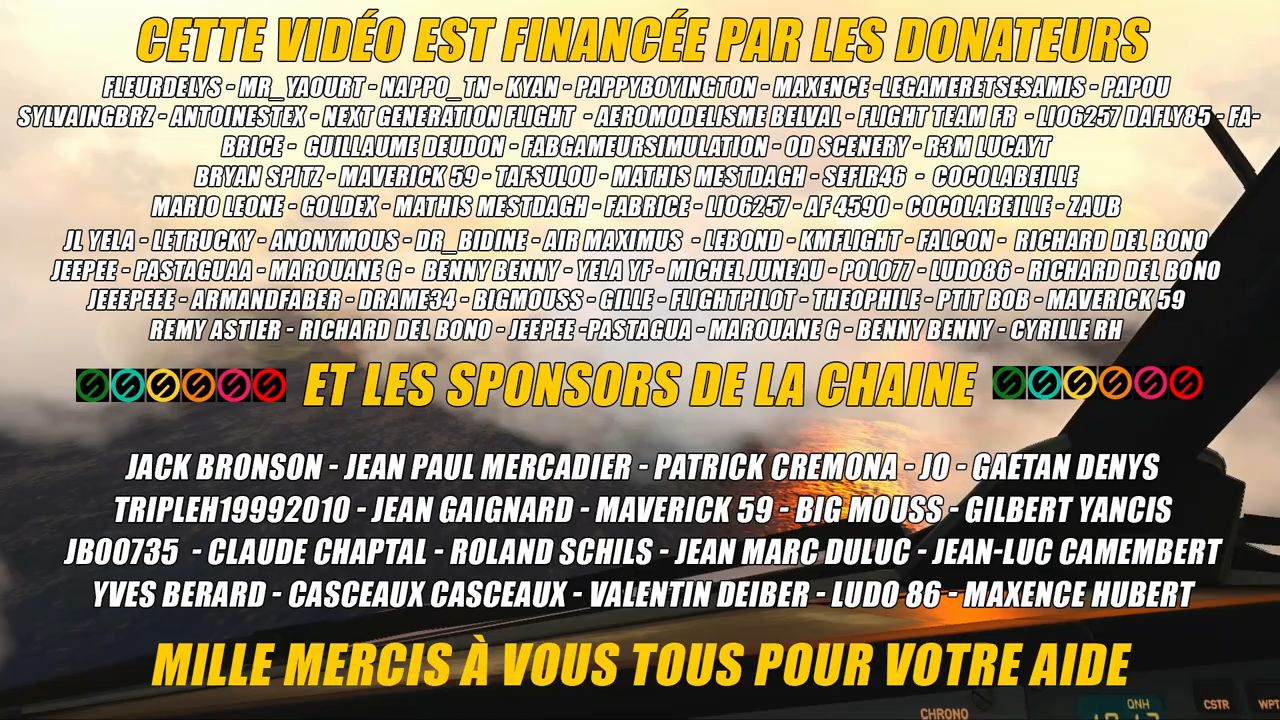 CETTE VIDÉO EST FINANCÉE PAR LES DONATEURS
FLEURDELYS - MR_YAOURT - NAPPO_TN - KYAN - PAPPYBOYINGTON - MAXENCE -LEGAMERETSESAMIS - PAPOU
SYLVAINGBRZ - ANTOINESTEX - NEXT GENERATION FLIGHT - AEROMODELISME BELVAL - FLIGHT TEAM FR - LIO6257 DAFLY85 - FA-
BRICE - GUILLAUME DEUDON - FABGAMEURSIMULATION - OD SCENERY - R3M LUCAYT
BRYAN SPITZ - MAVERICK 59 - TAFSULOU - MATHIS MESTDAGH - SEFIR46 - COCOLABEILLE
MARIO LEONE - GOLDEX - MATHIS MESTDAGH - FABRICE - LIO6257 - AF 4590 - COCOLABEILLE - ZAUB
JL YELA - LETRUCKY - ANONYMOUS - DR_BIDINE - AIR MAXIMUS - LEBOND - KMFLIGHT - FALCON - RICHARD DEL BONO
JEEPEE - PASTAGUAA - MAROUANE G - BENNY BENNY - YELA YF - MICHEL JUNEAU - POLO77 - LUDO86 - RICHARD DEL BONO
JEEEPEEE - ARMANDFABER - DRAME34 - BIGMOUSS - GILLE - FLIGHTPILOT - THEOPHILE - PTIT BOB - MAVERICK 59
REMY ASTIER - RICHARD DEL BONO - JEEPEE -PASTAGUA - MAROUANE G - BENNY BENNY - CYRILLE RH
ET LES SPONSORS DE LA CHAINE
JACK BRONSON - JEAN PAUL MERCADIER - PATRICK CREMONA - JO - GAETAN DENYS
TRIPLEH19992010 - JEAN GAIGNARD - MAVERICK 59 - BIG MOUSS - GILBERT YANCIS
JB00735 - CLAUDE CHAPTAL - ROLAND SCHILS - JEAN MARC DULUC - JEAN-LUC CAMEMBERT
YVES BERARD - CASCEAUX CASCEAUX - VALENTIN DEIBER - LUDO 86 - MAXENCE HUBERT
MILLE MERCIS À VOUS TOUS POUR VOTRE AIDE
CHRONO QNH CSTR WPT